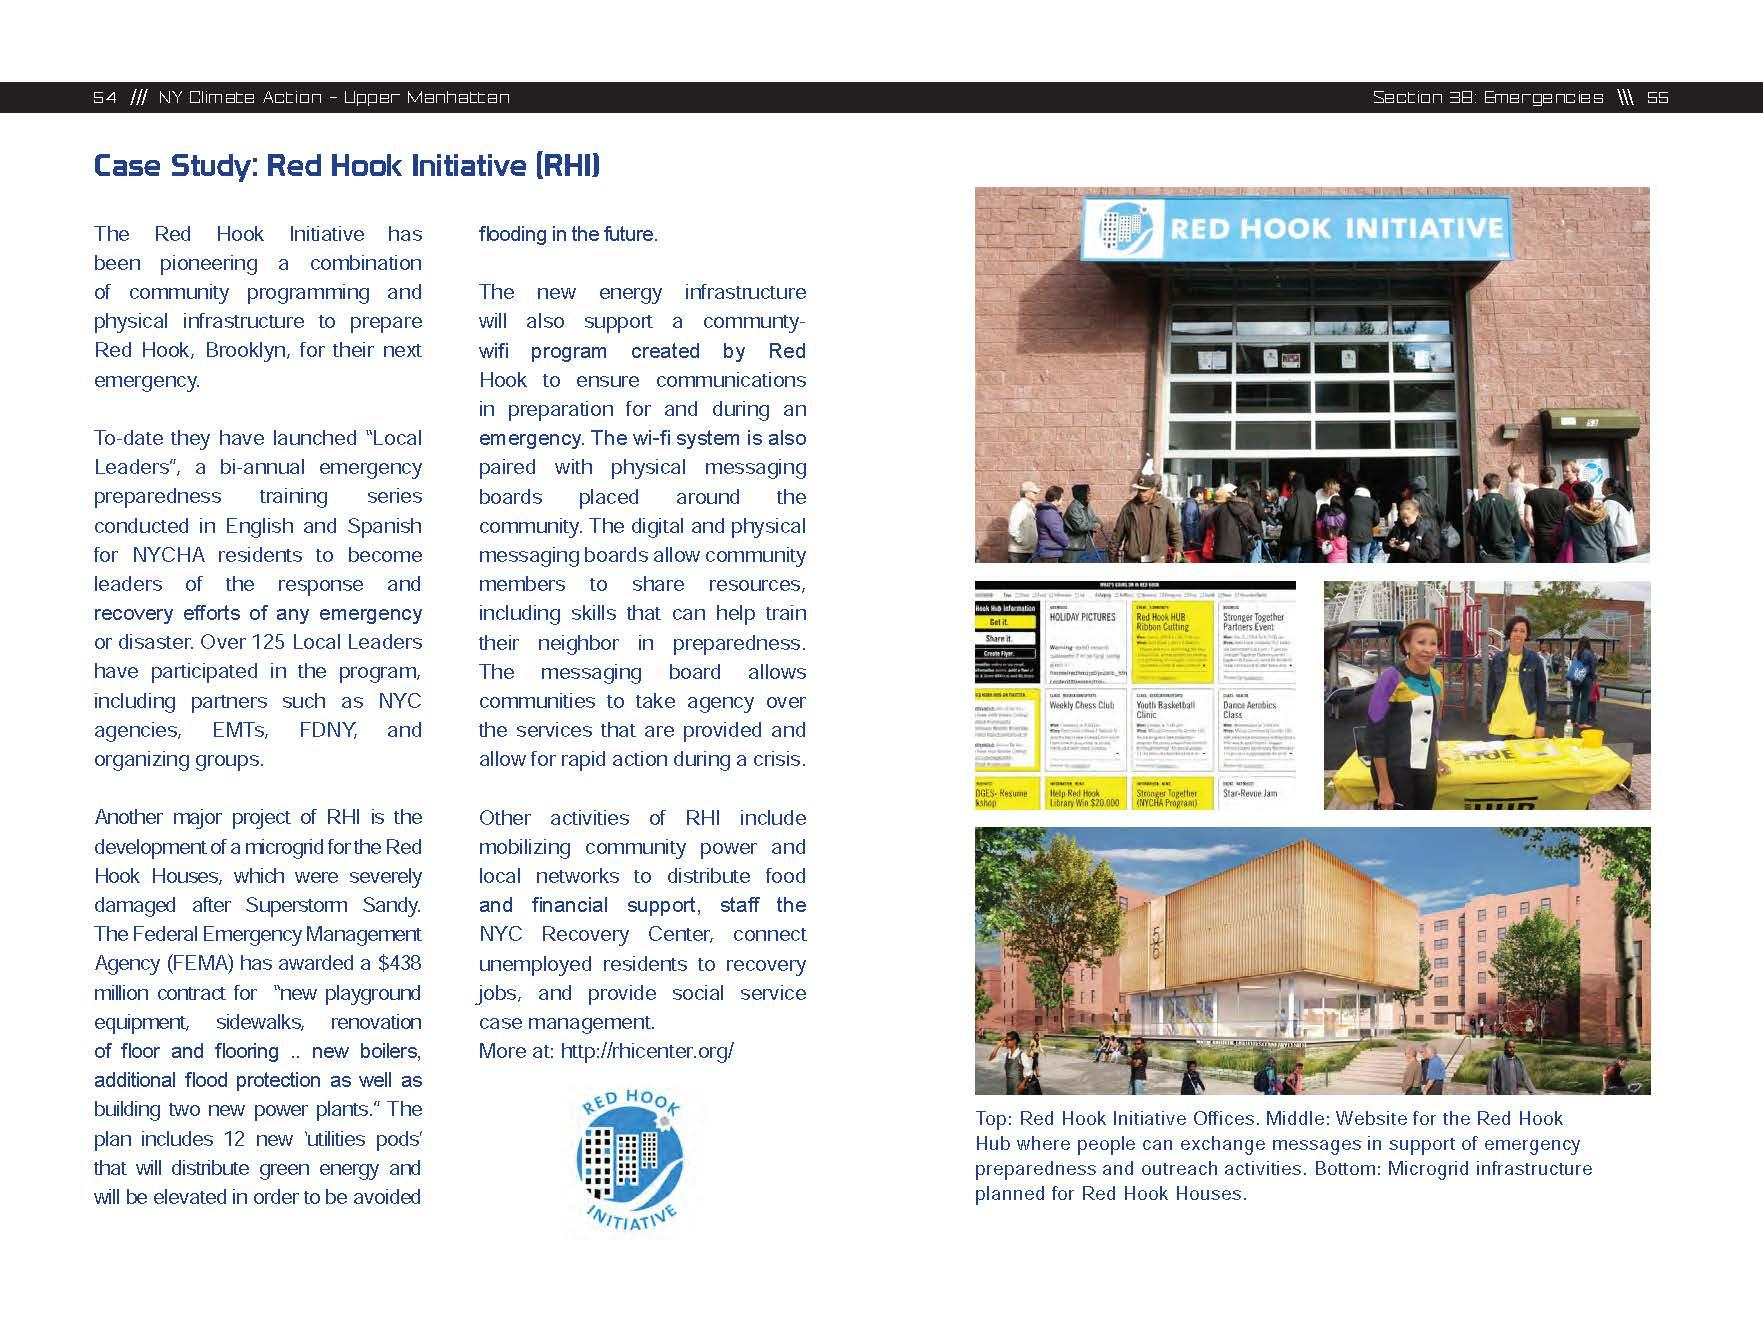 54 /// NY Climate Action – Upper Manhattan
Section 3B: Emergencies \\\ 55
Case Study: Red Hook Initiative (RHI)
The Red Hook Initiative has
been pioneering a combination
of community programming and
physical infrastructure to prepare
Red Hook, Brooklyn, for their next
emergency.
To-date they have launched “Local
Leaders“, a bi-annual emergency
preparedness training series
conducted in English and Spanish
for NYCHA residents to become
leaders of the response and
recovery efforts of any emergency
or disaster. Over 125 Local Leaders
have participated in the program,
including partners such as NYC
agencies, EMTs, FDNY, and
organizing groups.
Another major project of RHI is the
development of a microgrid for the Red
Hook Houses, which were severely
damaged after Superstorm Sandy.
The Federal Emergency Management
Agency (FEMA) has awarded a $438
million contract for “new playground
equipment, sidewalks, renovation
of floor and flooring .. new boilers,
additional flood protection as well as
building two new power plants.“ The
plan includes 12 new ‘utilities pods’
that will distribute green energy and
will be elevated in order to be avoided
flooding in the future.
The new energy infrastructure
will also support a communty-
wifi program created by Red
Hook to ensure communications
in preparation for and during an
emergency. The wi-fi system is also
paired with physical messaging
boards placed around the
community. The digital and physical
messaging boards allow community
members to share resources,
including skills that can help train
their neighbor in preparedness.
The messaging board allows
communities to take agency over
the services that are provided and
allow for rapid action during a crisis.
Other activities of RHI include
mobilizing community power and
local networks to distribute food
and financial support, staff the
NYC Recovery Center, connect
unemployed residents to recovery
jobs, and provide social service
case management.
More at: http://rhicenter.org/
RED HOOK
INITIATIVE
RED HOOK INITIATIVE
WHAT'S GOING ON IN RED HOOK
Hook Hub Information
Get it.
Share it.
Create Flyer.
HOLIDAY PICTURES
Red Hook HUB
Ribbon Cutting
Stronger Together
Partners Event
Weekly Chess Club
Youth Basketball
Clinic
Dance Aerobics
Class
DGES- Resume
kshop
Help Red Hook
Library Win $20,000
Stronger Together
(NYCHA Program)
Star-Revue Jam
HUB
Top: Red Hook Initiative Offices. Middle: Website for the Red Hook
Hub where people can exchange messages in support of emergency
preparedness and outreach activities. Bottom: Microgrid infrastructure
planned for Red Hook Houses.